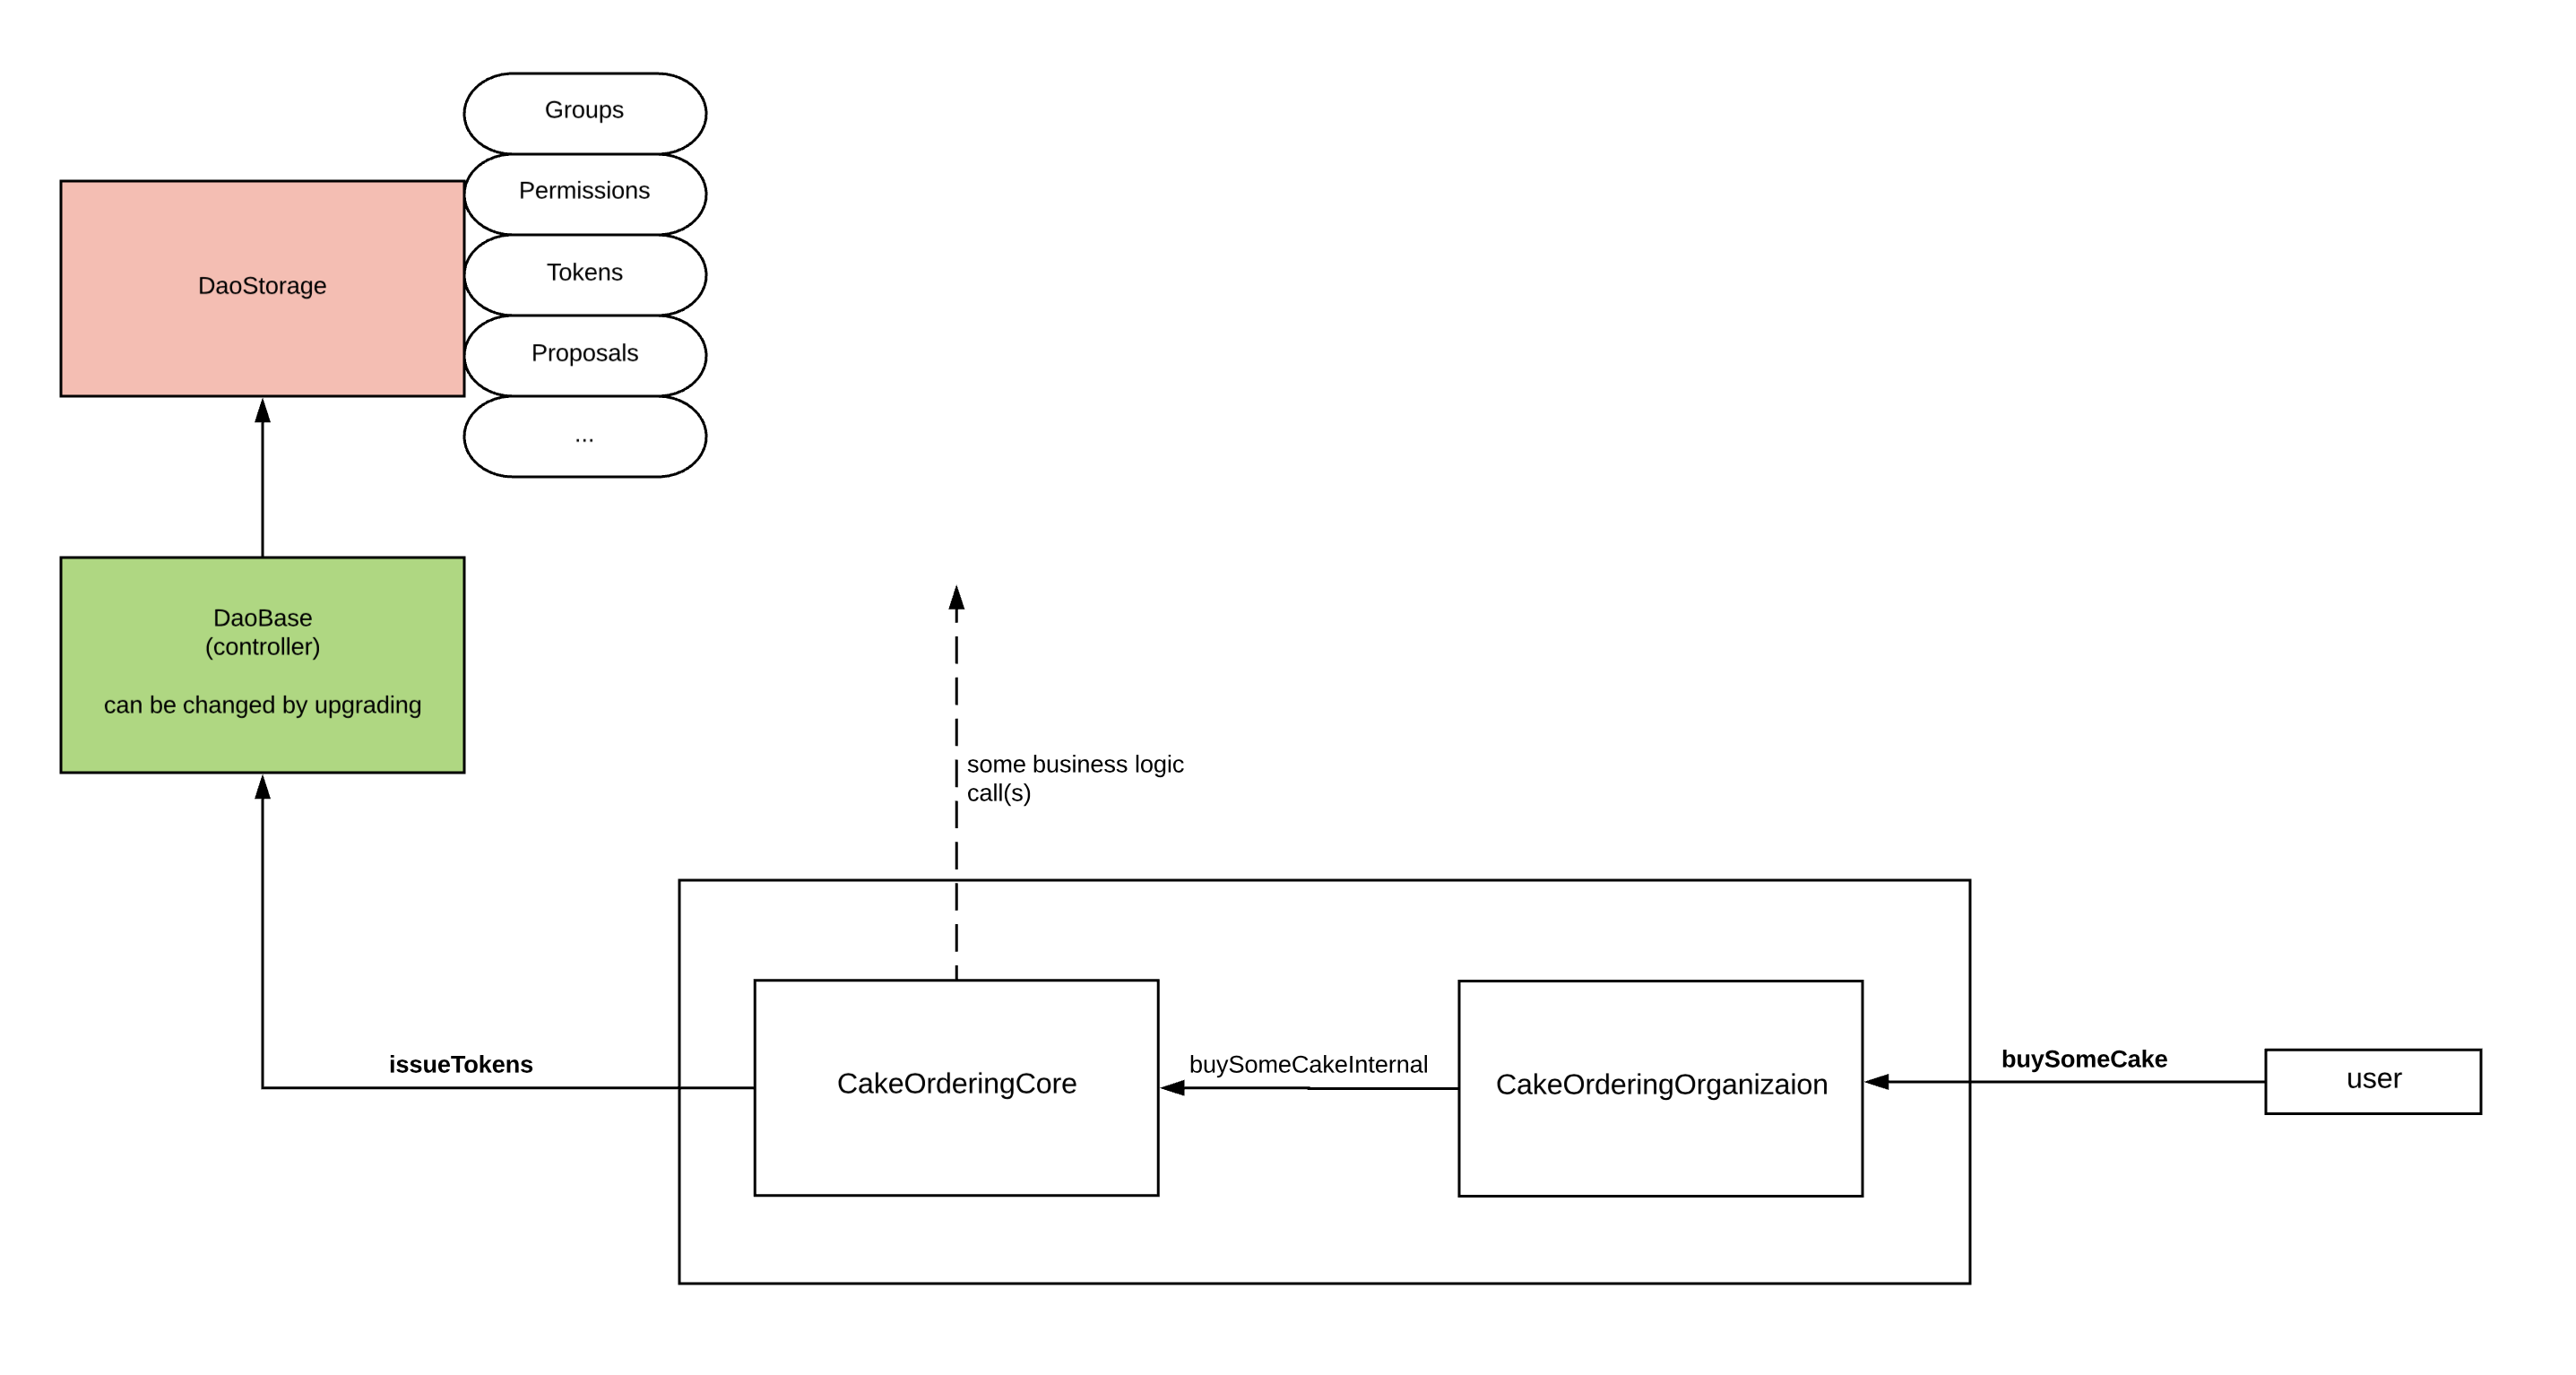 Groups
Permissions
Tokens
Proposals
...
DaoStorage
DaoBase
(controller)
can be changed by upgrading
some business logic
call(s)
issueTokens
CakeOrderingCore
buySomeCakeInternal
CakeOrderingOrganizaion
buySomeCake
user